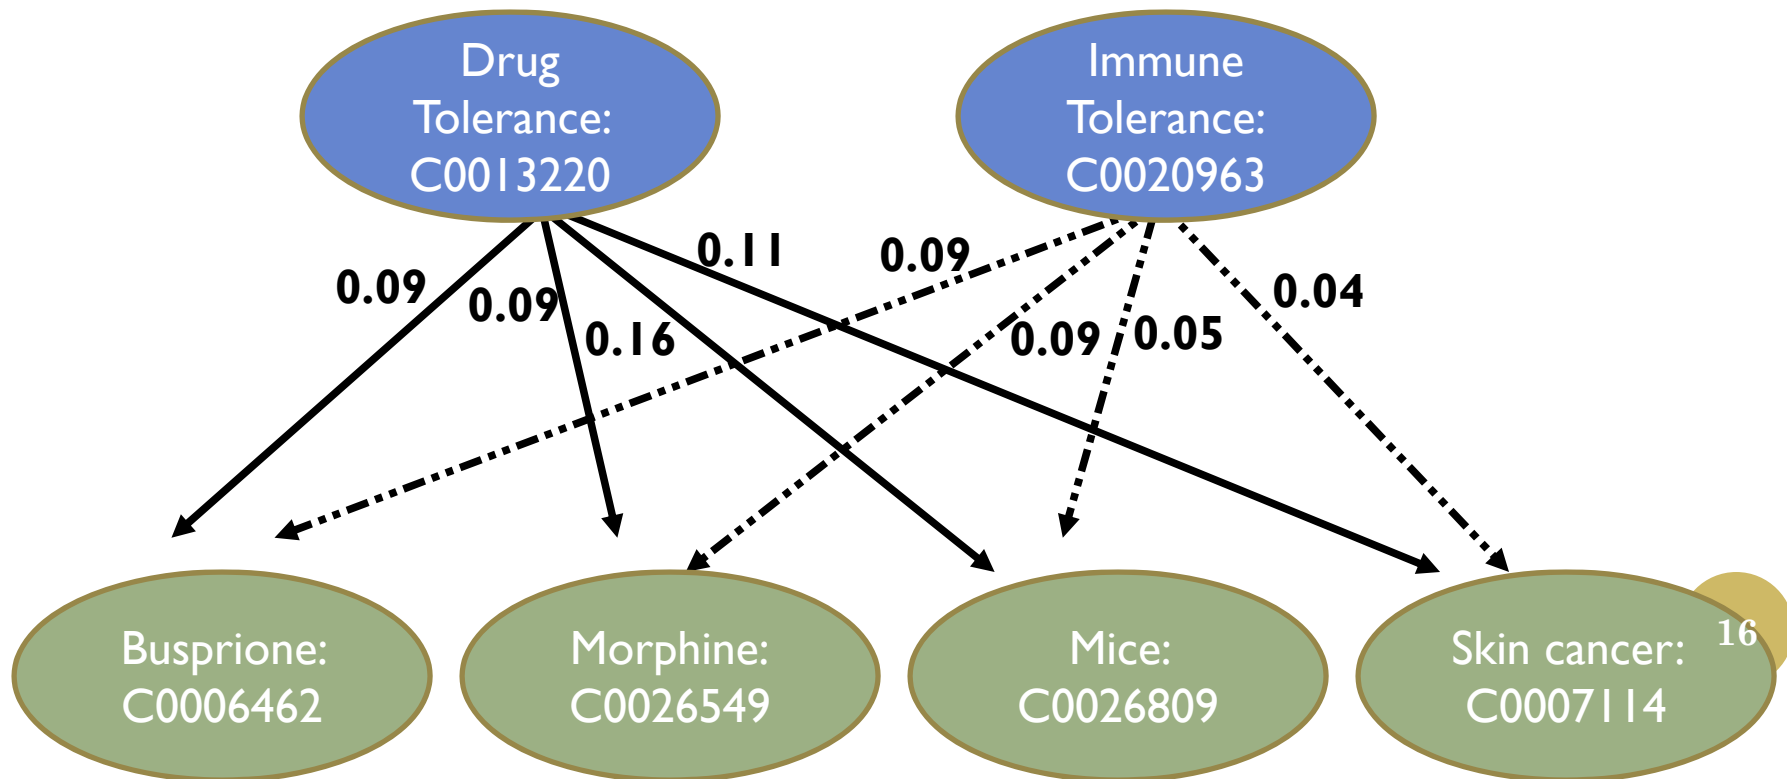 Drug
Tolerance:
C0013220
Immune
Tolerance:
C0020963
0.09
0.09
0.16
0.11
0.09
0.09
0.05
0.04
Busprione:
C0006462
Morphine:
C0026549
Mice:
C0026809
Skin cancer:
C0007114
16